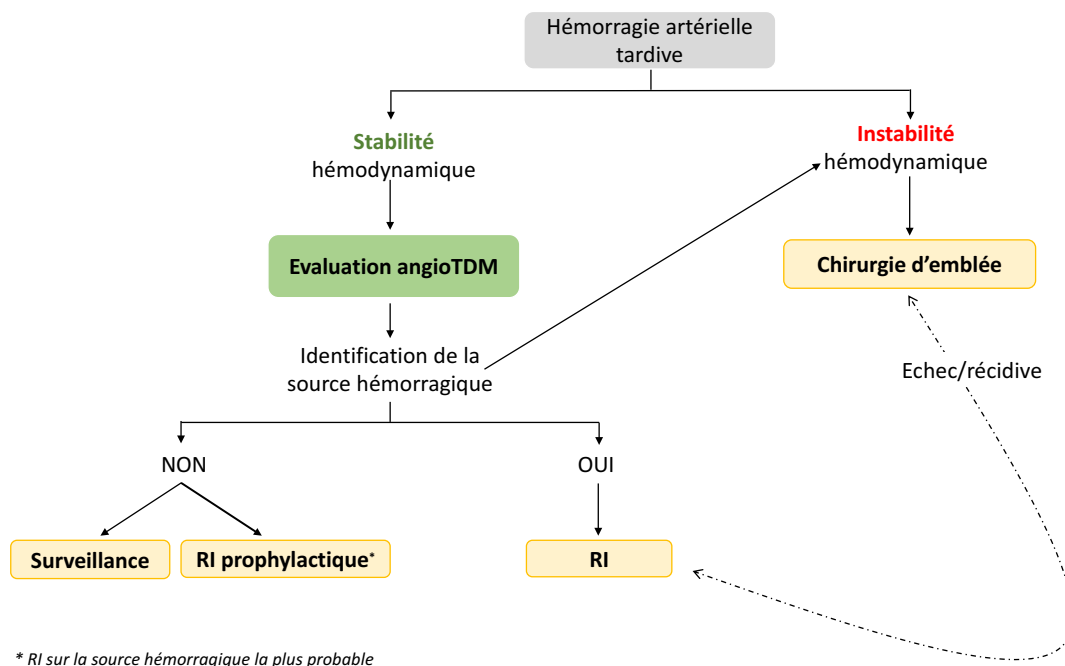 Hémorragie artérielle
tardive
Stabilité
hémodynamique
Instabilité
hémodynamique
Evaluation angioTDM
Chirurgie d’emblée
Identification de la
source hémorragique
Echec/récidive
NON
OUI
Surveillance
RI prophylactique*
RI
* RI sur la source hémorragique la plus probable